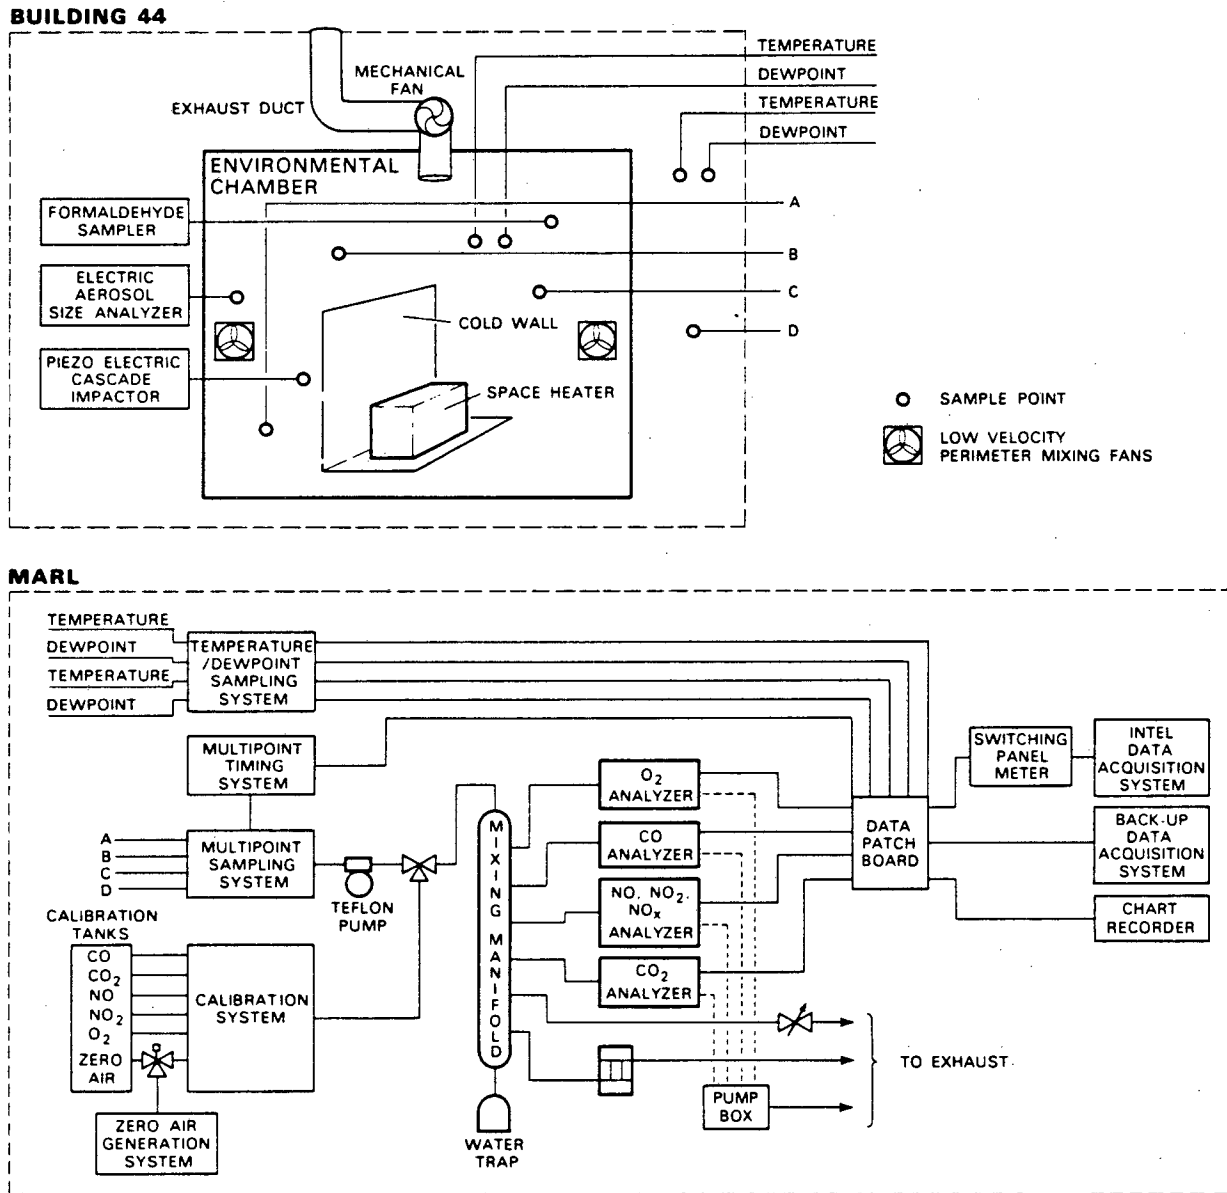 BUILDING 44
TEMPERATURE
DEWPOINT
TEMPERATURE
DEWPOINT
MECHANICAL
FAN
EXHAUST DUCT
ENVIRONMENTAL
CHAMBER
FORMALDEHYDE
SAMPLER
ELECTRIC
AEROSOL
SIZE ANALYZER
PIEZO ELECTRIC
CASCADE
IMPACTOR
COLD WALL
SPACE HEATER
A
B
C
D
SAMPLE POINT
LOW VELOCITY
PERIMETER MIXING FANS
MARL
TEMPERATURE
DEWPOINT
TEMPERATURE
DEWPOINT
TEMPERATURE
/DEWPOINT
SAMPLING
SYSTEM
MULTIPOINT
TIMING
SYSTEM
A
B
C
D
MULTIPOINT
SAMPLING
SYSTEM
TEFLON
PUMP
CALIBRATION
TANKS
CO
CO2
NO
NO2
O2
ZERO
AIR
CALIBRATION
SYSTEM
ZERO AIR
GENERATION
SYSTEM
MIXING MANIFOLD
WATER
TRAP
O2
ANALYZER
CO
ANALYZER
NO, NO2,
NOx
ANALYZER
CO2
ANALYZER
PUMP
BOX
DATA
PATCH
BOARD
SWITCHING
PANEL
METER
INTEL
DATA
ACQUISITION
SYSTEM
BACK-UP
DATA
ACQUISITION
SYSTEM
CHART
RECORDER
TO EXHAUST